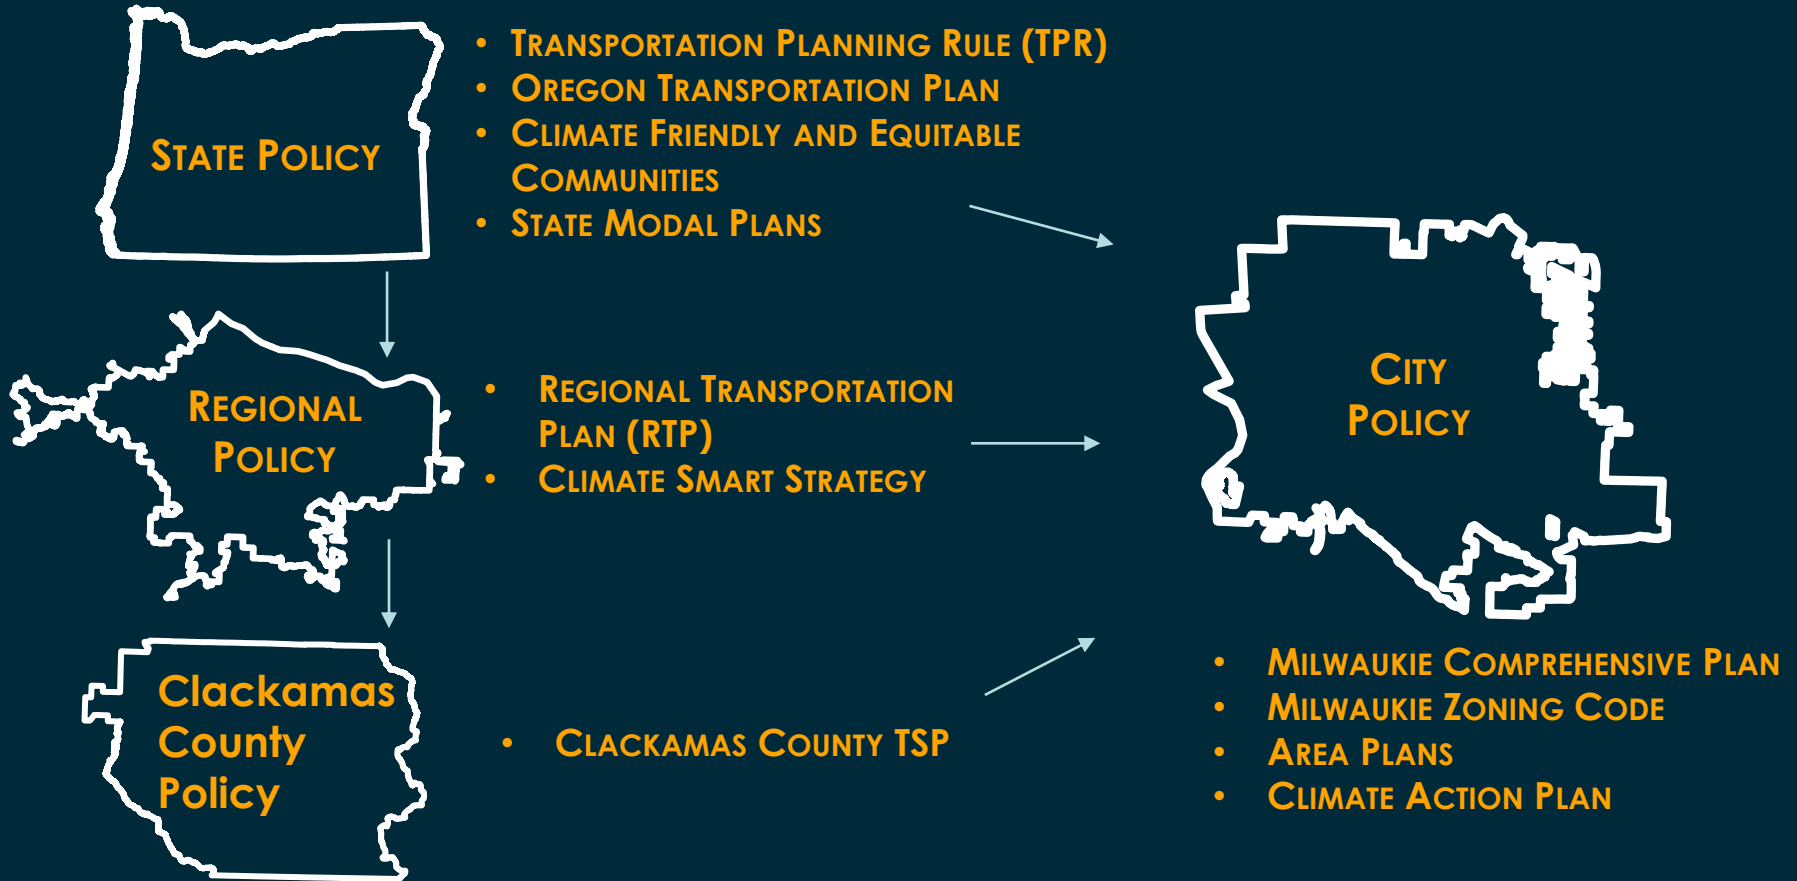 STATE POLICY
• TRANSPORTATION PLANNING RULE (TPR)
• OREGON TRANSPORTATION PLAN
• CLIMATE FRIENDLY AND EQUITABLE
COMMUNITIES
• STATE MODAL PLANS
REGIONAL
POLICY
• REGIONAL TRANSPORTATION
PLAN (RTP)
• CLIMATE SMART STRATEGY
Clackamas
County
Policy
• CLACKAMAS COUNTY TSP
CITY
POLICY
• MILWAUKIE COMPREHENSIVE PLAN
• MILWAUKIE ZONING CODE
• AREA PLANS
• CLIMATE ACTION PLAN